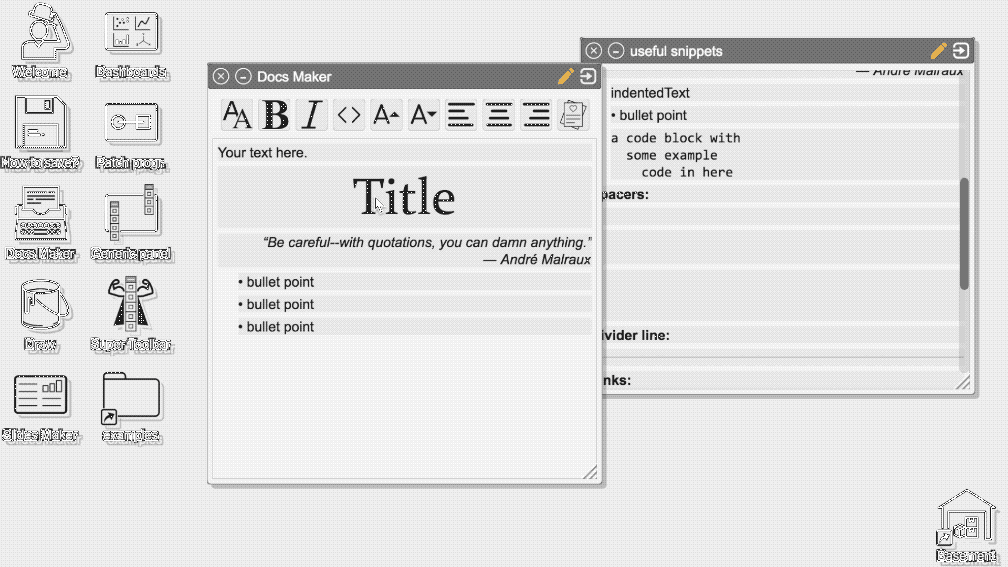 Welcome
Dashboards
How to save?
Patch prog.
Docs Maker
Generic panel
Draw
Super Toolbar
Slides Maker
examples
Docs Maker
Your text here.
Title
“Be careful--with quotations, you can damn anything.”
— André Malraux
• bullet point
• bullet point
• bullet point
useful snippets
— André Malraux
indentedText
• bullet point
a code block with
some example
code in here
pacers:
ivider line:
nks:
Basement